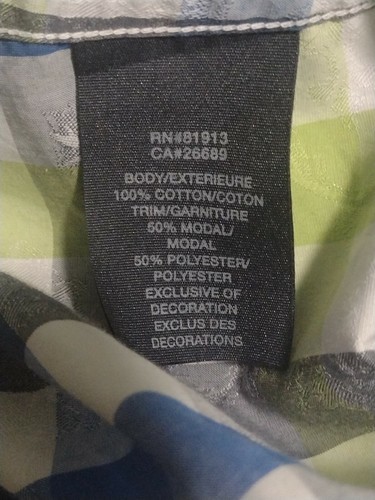 RN#81913
CA#26689
BODY/EXTERIEURE
100% COTTON/COTON
TRIM/GARNITURE
50% MODAL/
MODAL
50% POLYESTER/
POLYESTER
EXCLUSIVE OF
DECORATION
EXCLUS DES
DECORATIONS